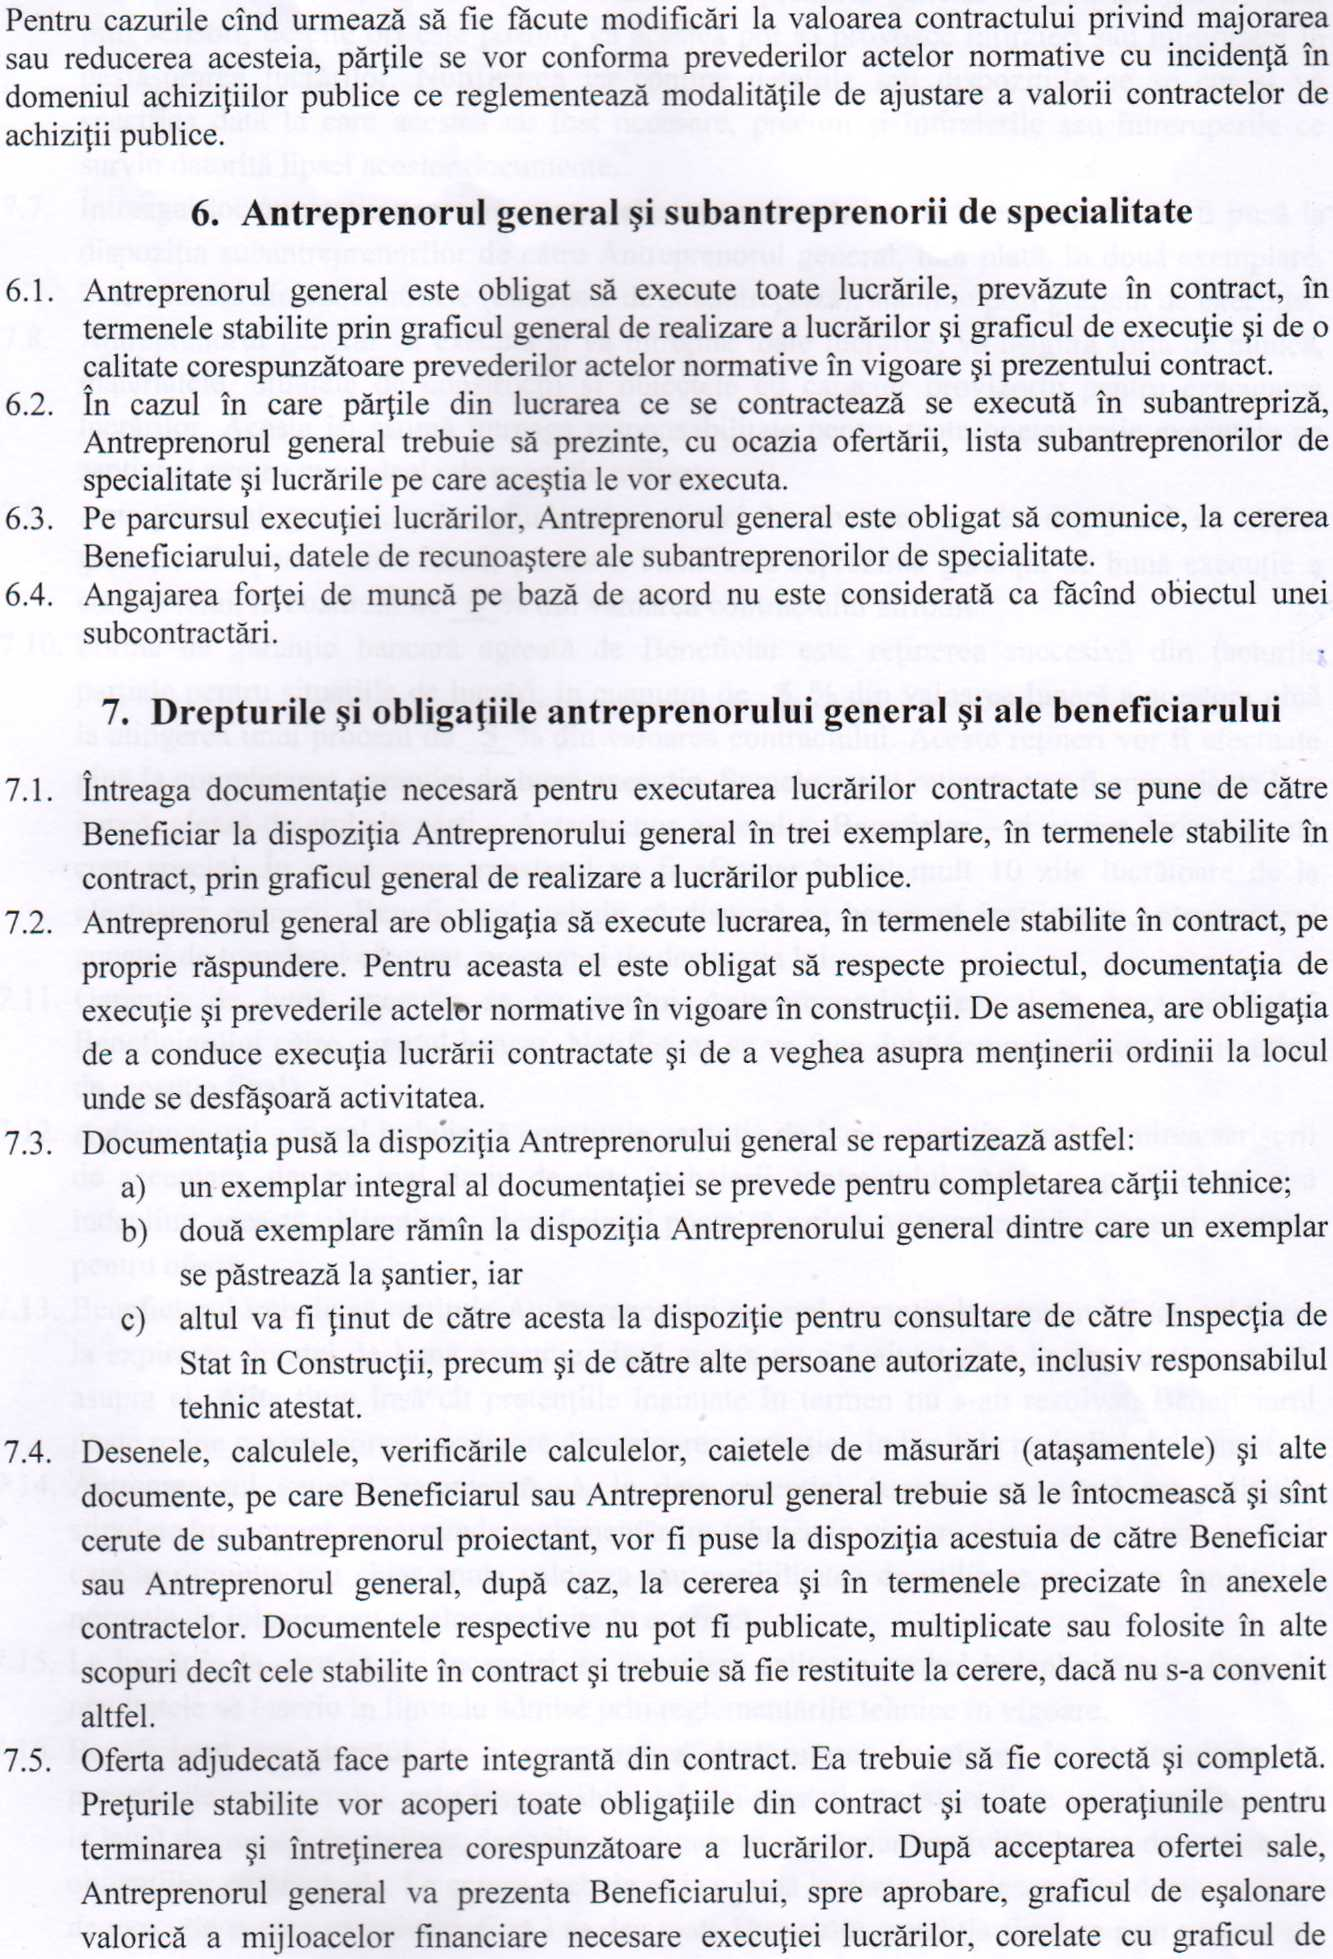 Pentru cazurile cînd urmează să fie făcute modificări la valoarea contractului privind majorarea
sau reducerea acesteia, părţile se vor conforma prevederilor actelor normative cu incidenţă în
domeniul achiziţiilor publice ce reglementează modalităţile de ajustare a valorii contractelor de
achiziţii publice.
6. Antreprenorul general şi subantreprenorii de specialitate
6.1. Antreprenorul general este obligat să execute toate lucrările, prevăzute în contract, în
termenele stabilite prin graficul general de realizare a lucrărilor şi graficul de execuţie şi de o
calitate corespunzătoare prevederilor actelor normative în vigoare şi prezentului contract.
6.2. În cazul în care părţile din lucrarea ce se contractează se execută în subantrepriză,
Antreprenorul general trebuie să prezinte, cu ocazia ofertării, lista subantreprenorilor de
specialitate şi lucrările pe care aceştia le vor executa.
6.3. Pe parcursul execuţiei lucrărilor, Antreprenorul general este obligat să comunice, la cererea
Beneficiarului, datele de recunoaştere ale subantreprenorilor de specialitate.
6.4. Angajarea forţei de muncă pe bază de acord nu este considerată ca făcînd obiectul unei
subcontractări.
7. Drepturile şi obligaţiile antreprenorului general şi ale beneficiarului
7.1. Întreaga documentaţie necesară pentru executarea lucrărilor contractate se pune de către
Beneficiar la dispoziţia Antreprenorului general în trei exemplare, în termenele stabilite în
contract, prin graficul general de realizare a lucrărilor publice.
7.2. Antreprenorul general are obligaţia să execute lucrarea, în termenele stabilite în contract, pe
proprie răspundere. Pentru aceasta el este obligat să respecte proiectul, documentaţia de
execuţie şi prevederile actelor normative în vigoare în construcţii. De asemenea, are obligaţia
de a conduce execuţia lucrării contractate şi de a veghea asupra menţinerii ordinii la locul
unde se desfăşoară activitatea.
7.3. Documentaţia pusă la dispoziţia Antreprenorului general se repartizează astfel:
a) un exemplar integral al documentaţiei se prevede pentru completarea cărţii tehnice;
b) două exemplare rămîn la dispoziţia Antreprenorului general dintre care un exemplar
se păstrează la şantier, iar
c) altul va fi ţinut de către acesta la dispoziţie pentru consultare de către Inspecţia de
Stat în Construcţii, precum şi de către alte persoane autorizate, inclusiv responsabilul
tehnic atestat.
7.4. Desenele, calculele, verificările calculelor, caietele de măsurări (ataşamentele) şi alte
documente, pe care Beneficiarul sau Antreprenorul general trebuie să le întocmească şi sînt
cerute de subantreprenorul proiectant, vor fi puse la dispoziţia acestuia de către Beneficiar
sau Antreprenorul general, după caz, la cererea şi în termenele precizate în anexele
contractelor. Documentele respective nu pot fi publicate, multiplicate sau folosite în alte
scopuri decît cele stabilite în contract şi trebuie să fie restituite la cerere, dacă nu s-a convenit
altfel.
7.5. Oferta adjudecată face parte integrantă din contract. Ea trebuie să fie corectă şi completă.
Preţurile stabilite vor acoperi toate obligaţiile din contract şi toate operaţiunile pentru
terminarea şi întreţinerea corespunzătoare a lucrărilor. După acceptarea ofertei sale,
Antreprenorul general va prezenta Beneficiarului, spre aprobare, graficul de eşalonare
valorică a mijloacelor financiare necesare execuţiei lucrărilor, corelate cu graficul de